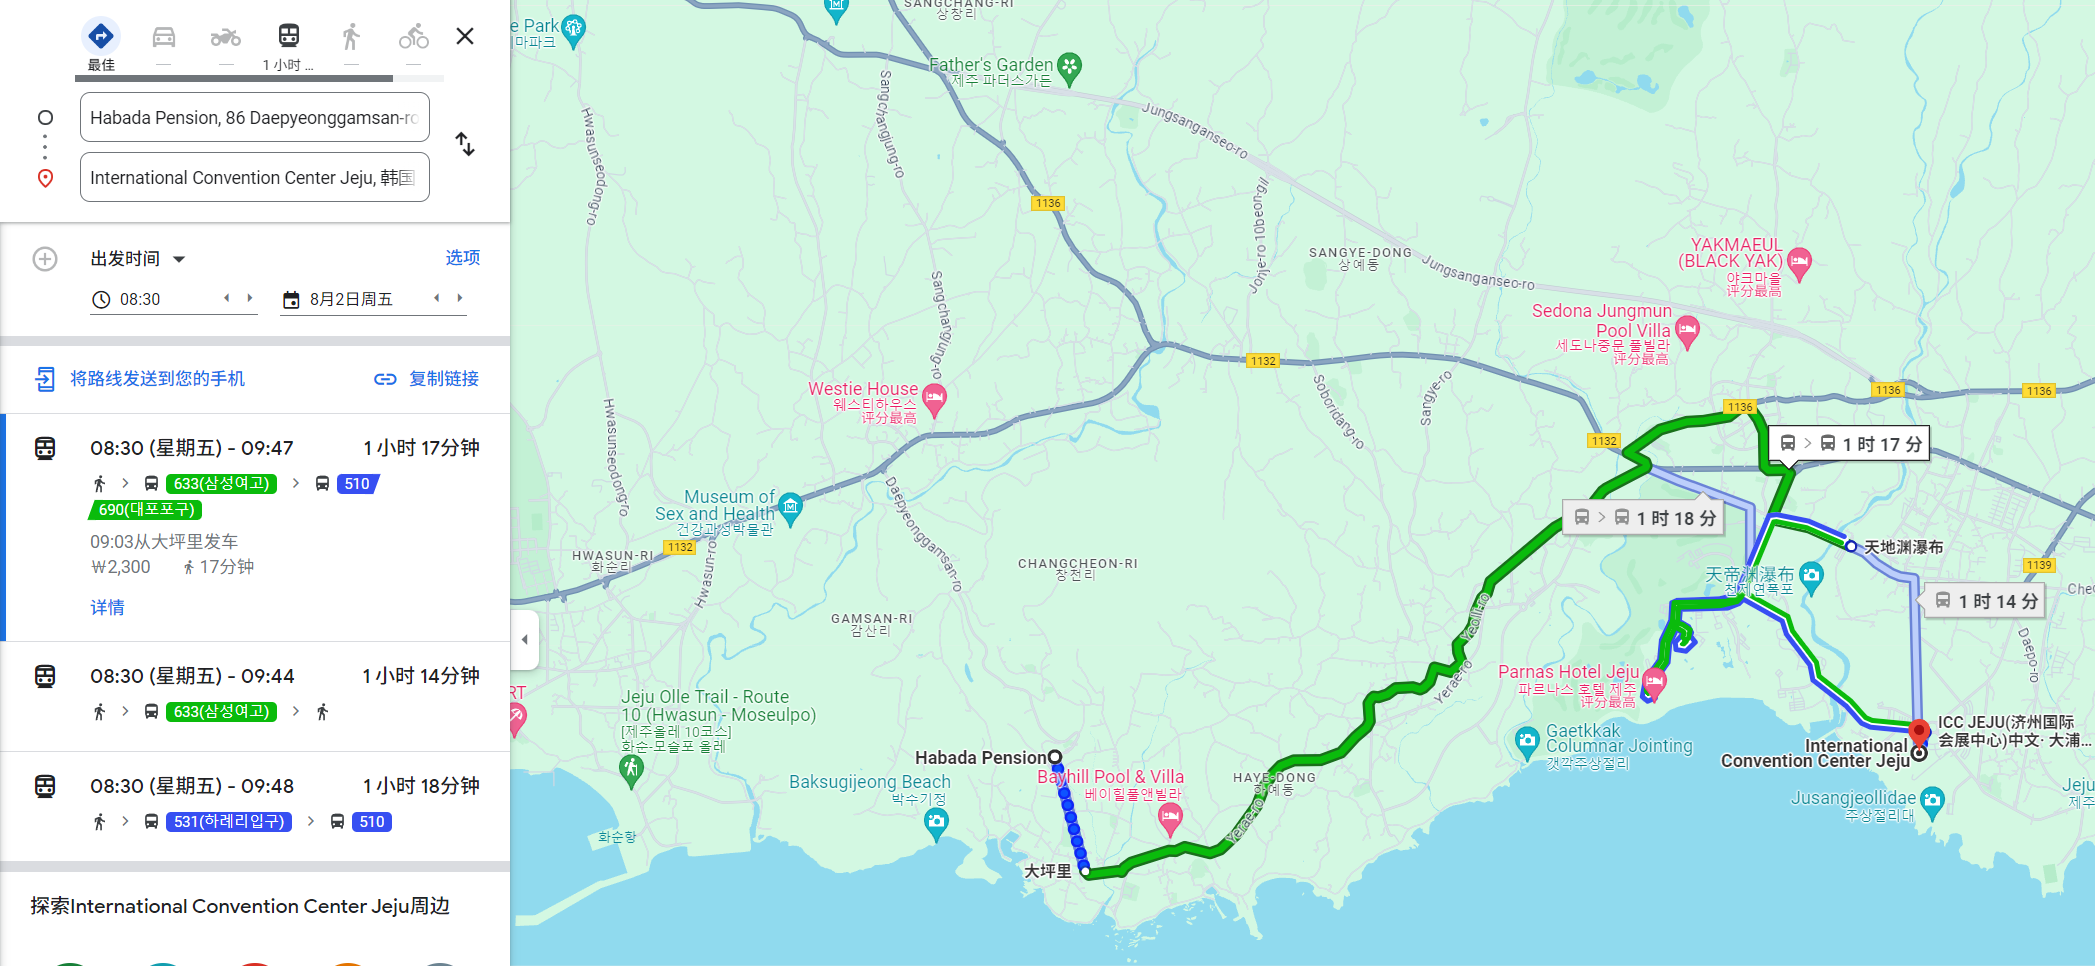 最佳
1 小时 ...
Habada Pension, 86 Daepyeonggamsan-ro
International Convention Center Jeju, 韩国
出发时间
选项
08:30
8月2日周五
将路线发送到您的手机
复制链接
08:30 (星期五) - 09:47
1 小时 17分钟
633(삼성여고)
510
690(대포포구)
09:03从大坪里发车
₩2,300
17分钟
详情
08:30 (星期五) - 09:44
1 小时 14分钟
633(삼성여고)
08:30 (星期五) - 09:48
1 小时 18分钟
531(하례리입구)
510
探索International Convention Center Jeju周边
SANGCHANG-RI
상창리
e Park
마파크
Father's Garden
제주 파더스가든
Hwasunseodong-ro
Sangchangjung-ro
Jungsanganseo-ro
1136
Jonje-ro 10beon-gil
SANGYE-DONG
상예동
Jungsanganseo-ro
YAKMAEUL
(BLACK YAK)
야크마을
评分最高
Sedona Jungmun
Pool Villa
세도나중문 풀빌라
评分最高
Sangchangjung-ro
1132
Soboridang-ro
Sangye-ro
Westie House
웨스티하우스
评分最高
1136
1136
1136
1132
Hwasunseodong-ro
1 时 17 分
Museum of
Sex and Health
건강과성박물관
Daepyeonggamsan-ro
1 时 18 分
HWASUN-RI
화순리
1132
Hwasun-ro
CHANGCHEON-RI
창천리
天地渊瀑布
天帝渊瀑布
천제연폭포
1139
GAMSAN-RI
감산리
Yeolli-ro
Yerae-ro
1 时 14 分
Daepo-ro
Parnas Hotel Jeju
파르나스 호텔 제주
评分最高
RT
Jeju Olle Trail - Route
10 (Hwasun - Moseulpo)
[제주올레 10코스]
화순-모슬포 올레
Gaetkkak
Columnar Jointing
갯깍주상절리
ICC JEJU(济州国际
会展中心)中文· 大浦...
International
Convention Center Jeju
Habada Pension
Bayhill Pool & Villa
베이힐풀앤빌라
HAYE-DONG
하예동
Yerae-ro
Baksugijeong Beach
박수기정
Jusangjeollidae
주상절리대
Jeju
화순항
大坪里